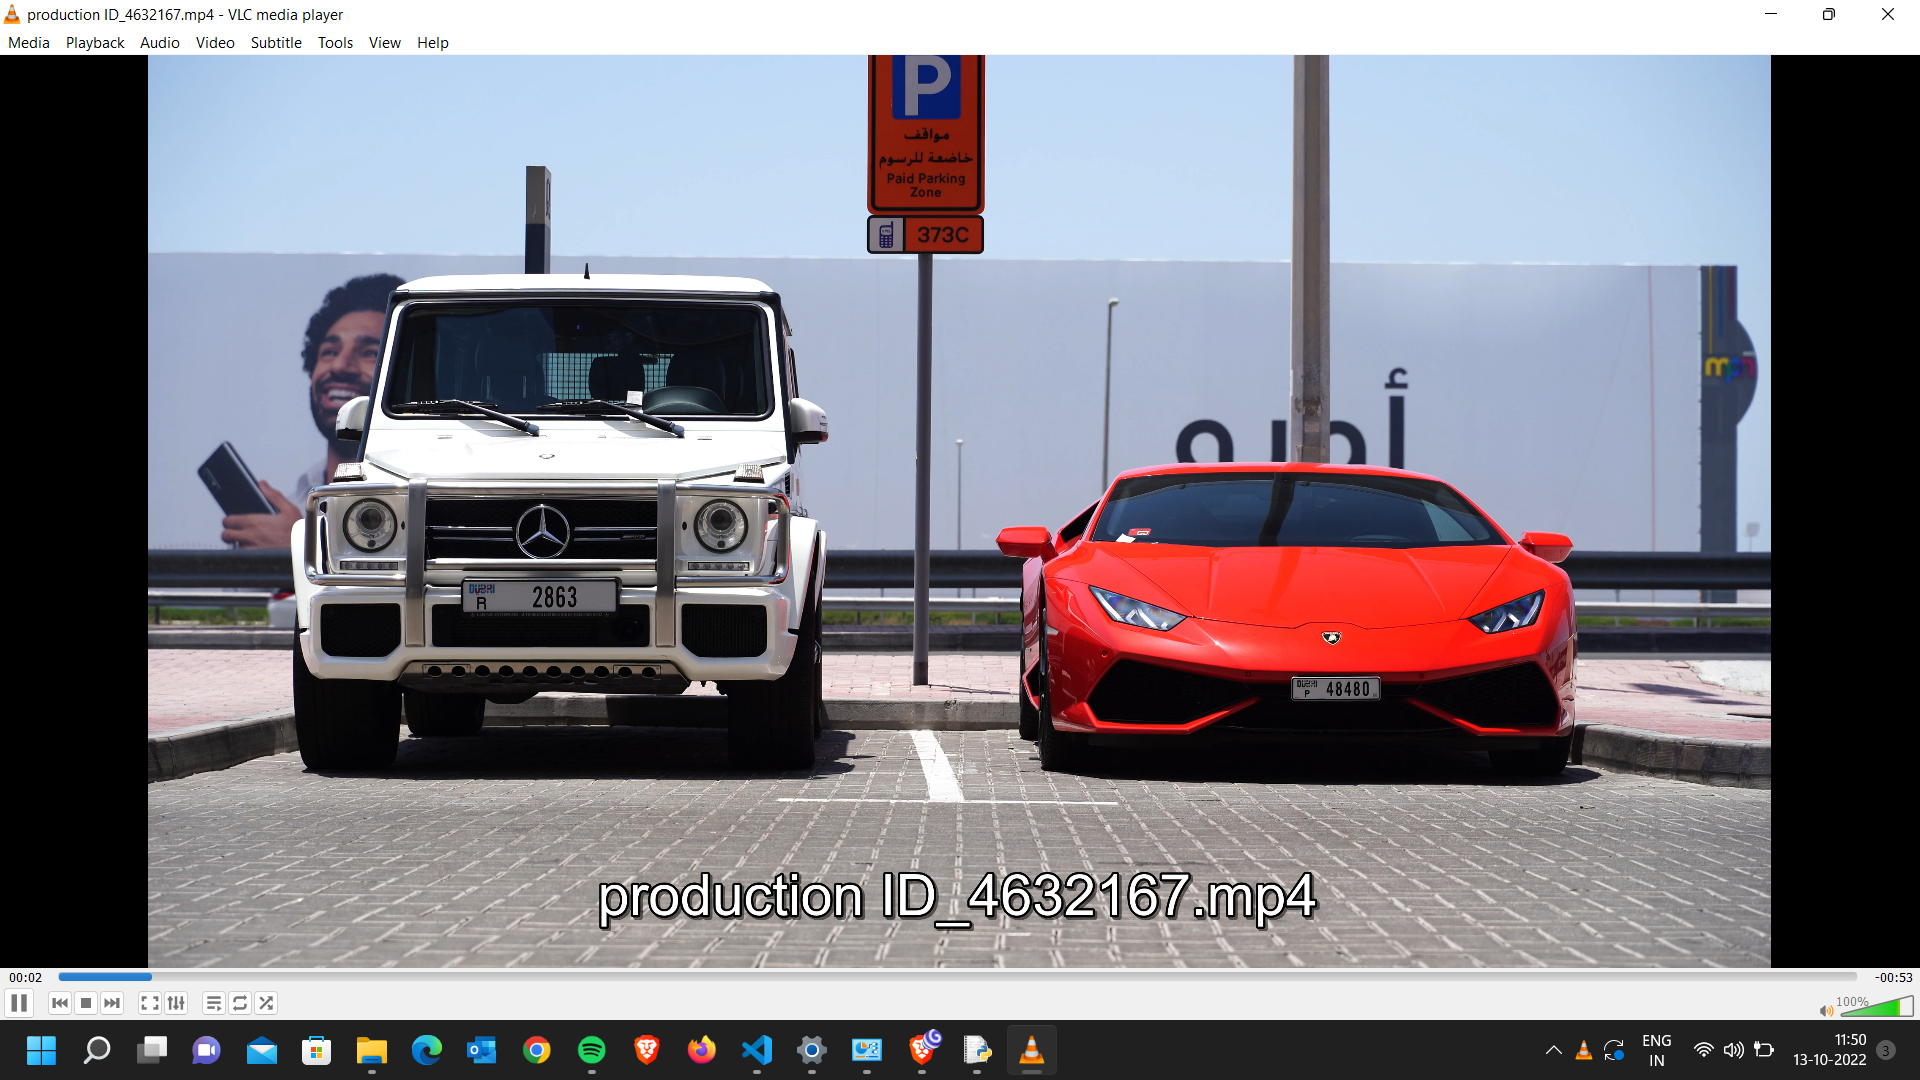 production ID_4632167.mp4 - VLC media player
Media Playback Audio Video Subtitle Tools View Help
P
مواقف
خاضعة للرسوم
Paid Parking
Zone
373C
أوبو
mph
DUBAI
R 2863
DUBAI
P 48480
production ID_4632167.mp4
00:02
-00:53
100%
ENG
IN
11:50
13-10-2022
3